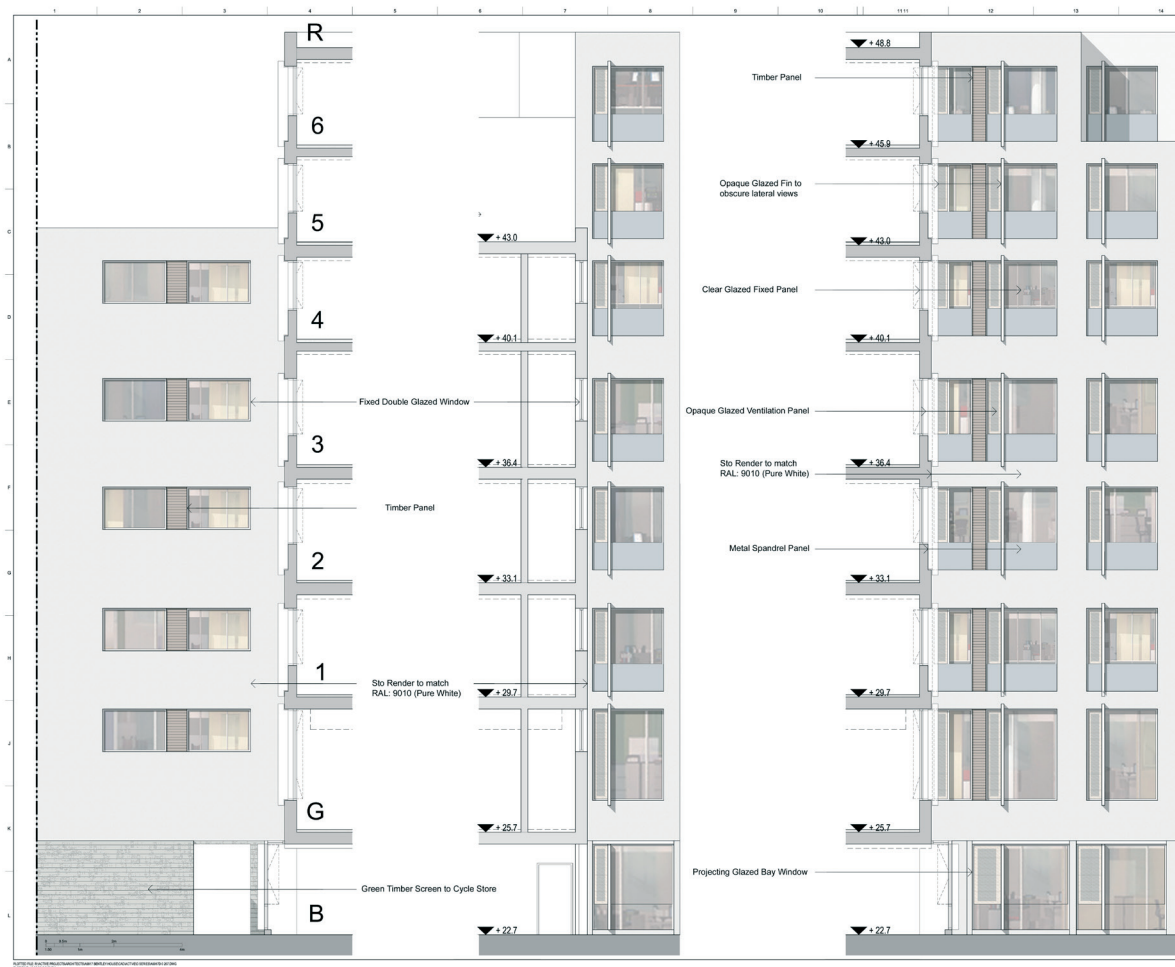 1 2 3 4 5 6 7 8 9 10 11 11 12 13 14
A
B
C
D
E
F
G
H
J
K
L
R
6
5
4
3
2
1
G
B
Fixed Double Glazed Window
Timber Panel
Sto Render to match
RAL: 9010 (Pure White)
Green Timber Screen to Cycle Store
+ 43.0
+ 40.1
+ 36.4
+ 33.1
+ 29.7
+ 25.7
+ 22.7
Timber Panel
Opaque Glazed Fin to
obscure lateral views
Clear Glazed Fixed Panel
Opaque Glazed Ventilation Panel
Sto Render to match
RAL: 9010 (Pure White)
Metal Spandrel Panel
Projecting Glazed Bay Window
+ 48.8
+ 45.9
+ 43.0
+ 40.1
+ 36.4
+ 33.1
+ 29.7
+ 25.7
+ 22.7